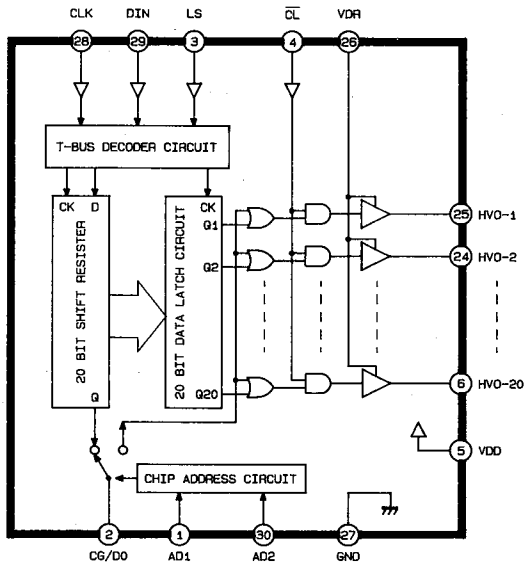 CLK DIN LS CL VDA
28 29 3 4 26
T-BUS DECODER CIRCUIT
CK D
20 BIT SHIFT RESISTER
Q
CK
Q1
Q2
20 BIT DATA LATCH CIRCUIT
Q20
25 HVO-1
24 HVO-2
6 HVO-20
5 VDD
CHIP ADDRESS CIRCUIT
2 1 30 27
CG/DO AD1 AD2 GND